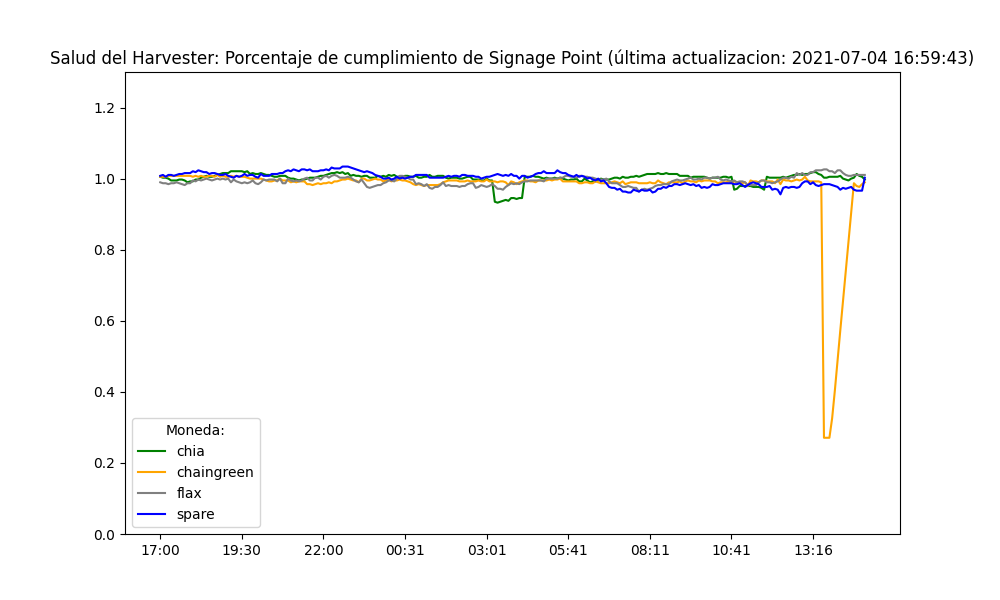 Salud del Harvester: Porcentaje de cumplimiento de Signage Point (última actualizacion: 2021-07-04 16:59:43)
1.2
1.0
0.8
0.6
0.4
0.2
0.0
Moneda:
chia
chaingreen
flax
spare
17:00 19:30 22:00 00:31 03:01 05:41 08:11 10:41 13:16